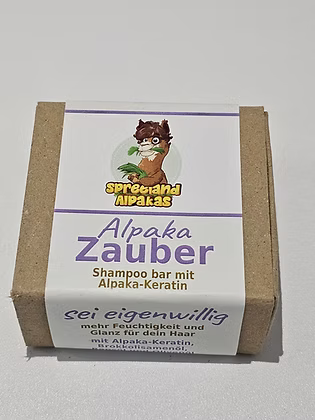 Spreeland
Alpakas
Alpaka
Zauber
Shampoo bar mit
Alpaka-Keratin
sei eigenwillig
mehr Feuchtigkeit und
Glanz für dein Haar
mit Alpaka-Keratin,
Brokkolisamenöl,